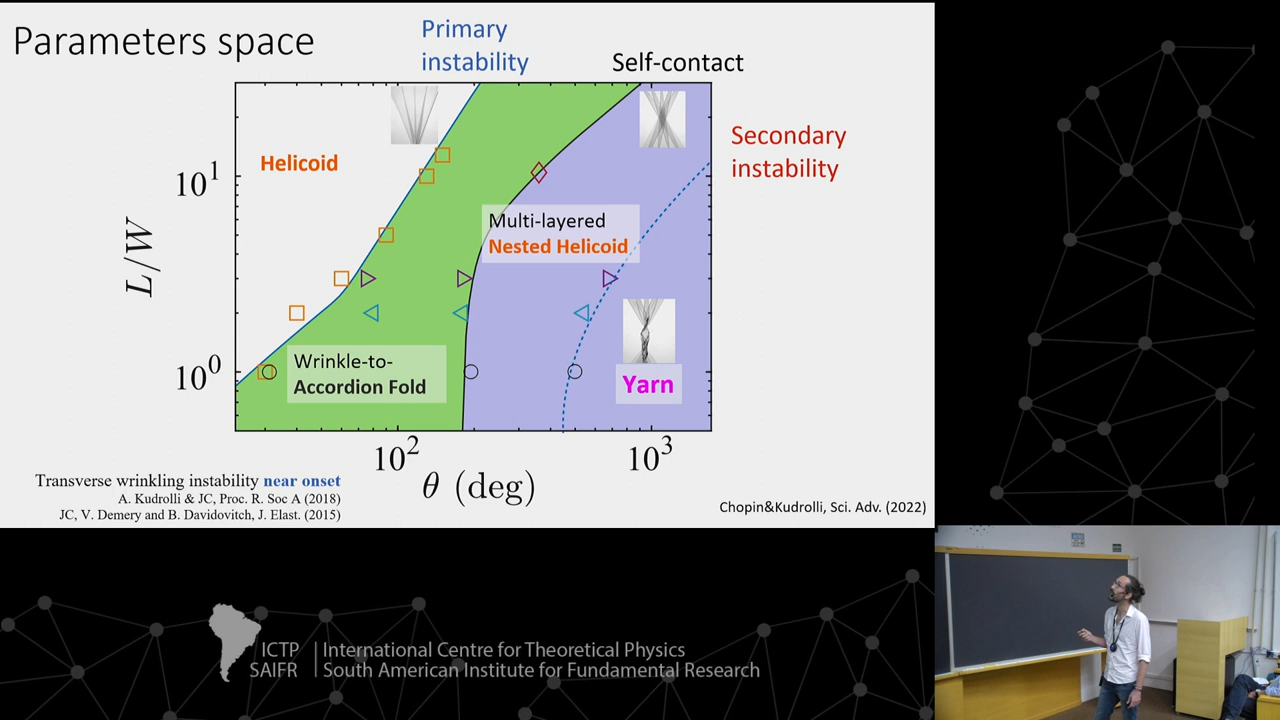 Parameters space
Primary
instability
Self-contact
Secondary
instability
Helicoid
Multi-layered
Nested Helicoid
Wrinkle-to-
Accordion Fold
Yarn
L/W
10¹
10⁰
10²
10³
θ (deg)
Transverse wrinkling instability near onset
A. Kudrolli & JC, Proc. R. Soc A (2018)
JC, V. Demery and B. Davidovitch, J. Elast. (2015)
Chopin&Kudrolli, Sci. Adv. (2022)
ICTP
SAIFR
International Centre for Theoretical Physics
South American Institute for Fundamental Research